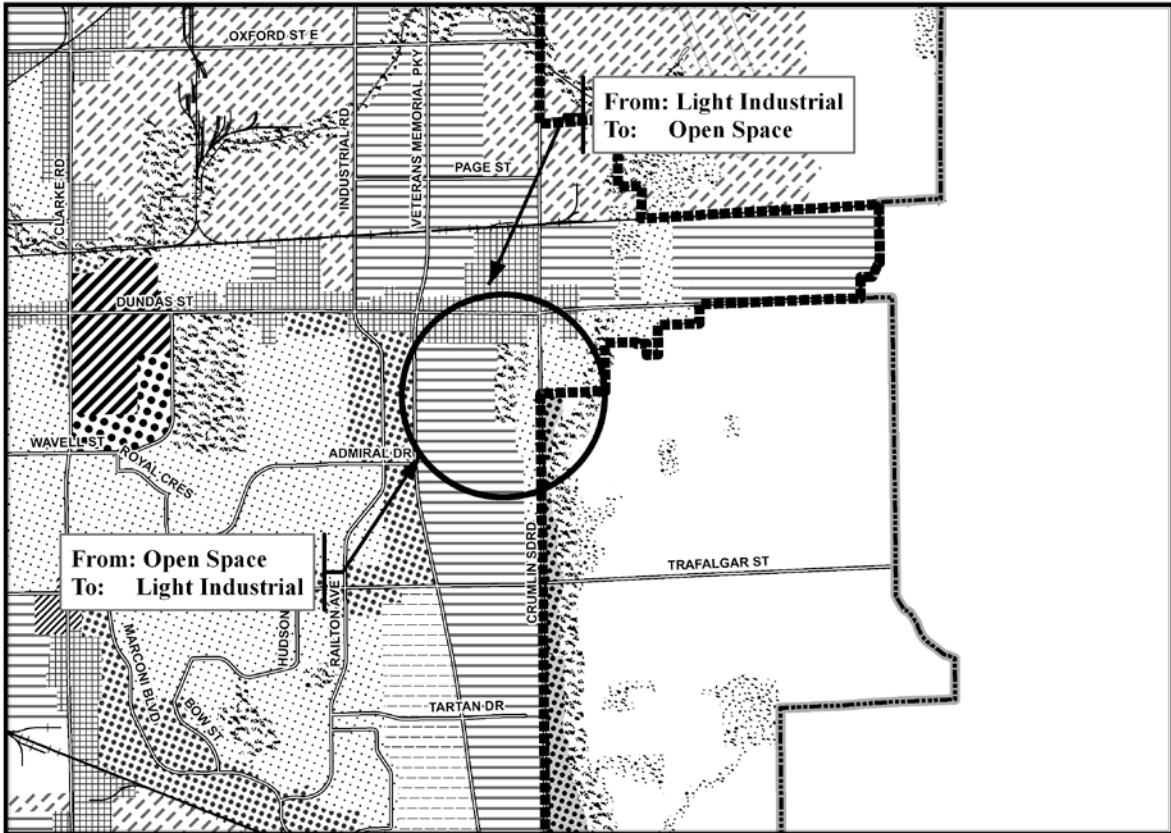 OXFORD ST E
From: Light Industrial
To: Open Space
CLARKE RD
INDUSTRIAL RD
VETERANS MEMORIAL PKY
PAGE ST
DUNDAS ST
WAVELL ST
ROYAL CRES
ADMIRAL DR
From: Open Space
To: Light Industrial
CRUMLIN SDRD
TRAFALGAR ST
HUDSON
RAILTON AVE
MARCONI BLVD
BOW ST
TARTAN DR